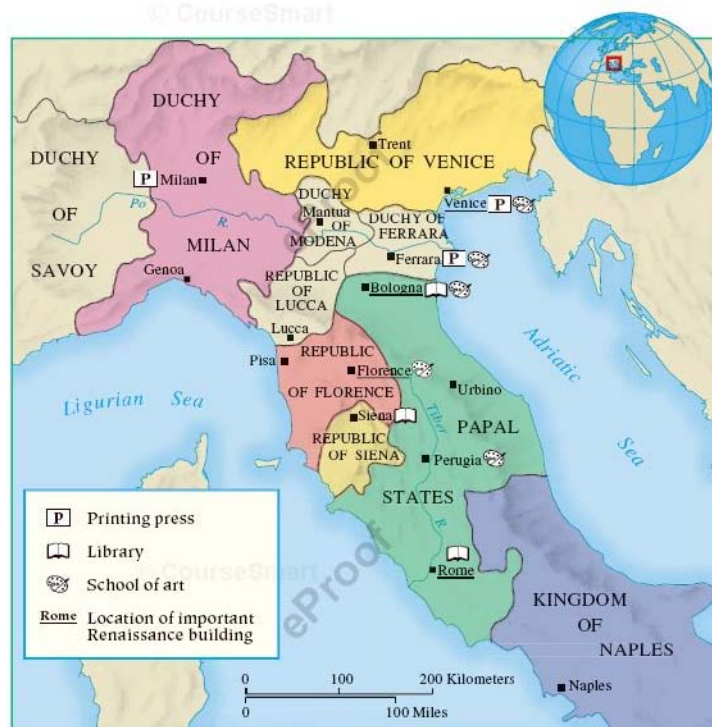 © CourseSmart
DUCHY
OF
MILAN
DUCHY
OF
SAVOY
P Milan
Po
R.
Genoa
Trent
REPUBLIC OF VENICE
Venice P
DUCHY
Mantua
OF
MODENA
DUCHY OF
FERRARA
Ferrara P
REPUBLIC
OF
LUCCA
Lucca
Bologna
Pisa
REPUBLIC
OF FLORENCE
Florence
Urbino
Adriatic
Sea
Ligurian Sea
Siena
REPUBLIC
OF SIENA
Tiber
R
PAPAL
STATES
Perugia
Rome
KINGDOM
OF
NAPLES
Naples
P Printing press
Library
School of art
Rome Location of important
Renaissance building
0 100 200 Kilometers
0 100 Miles
eProof
eProof
© CourseSmart